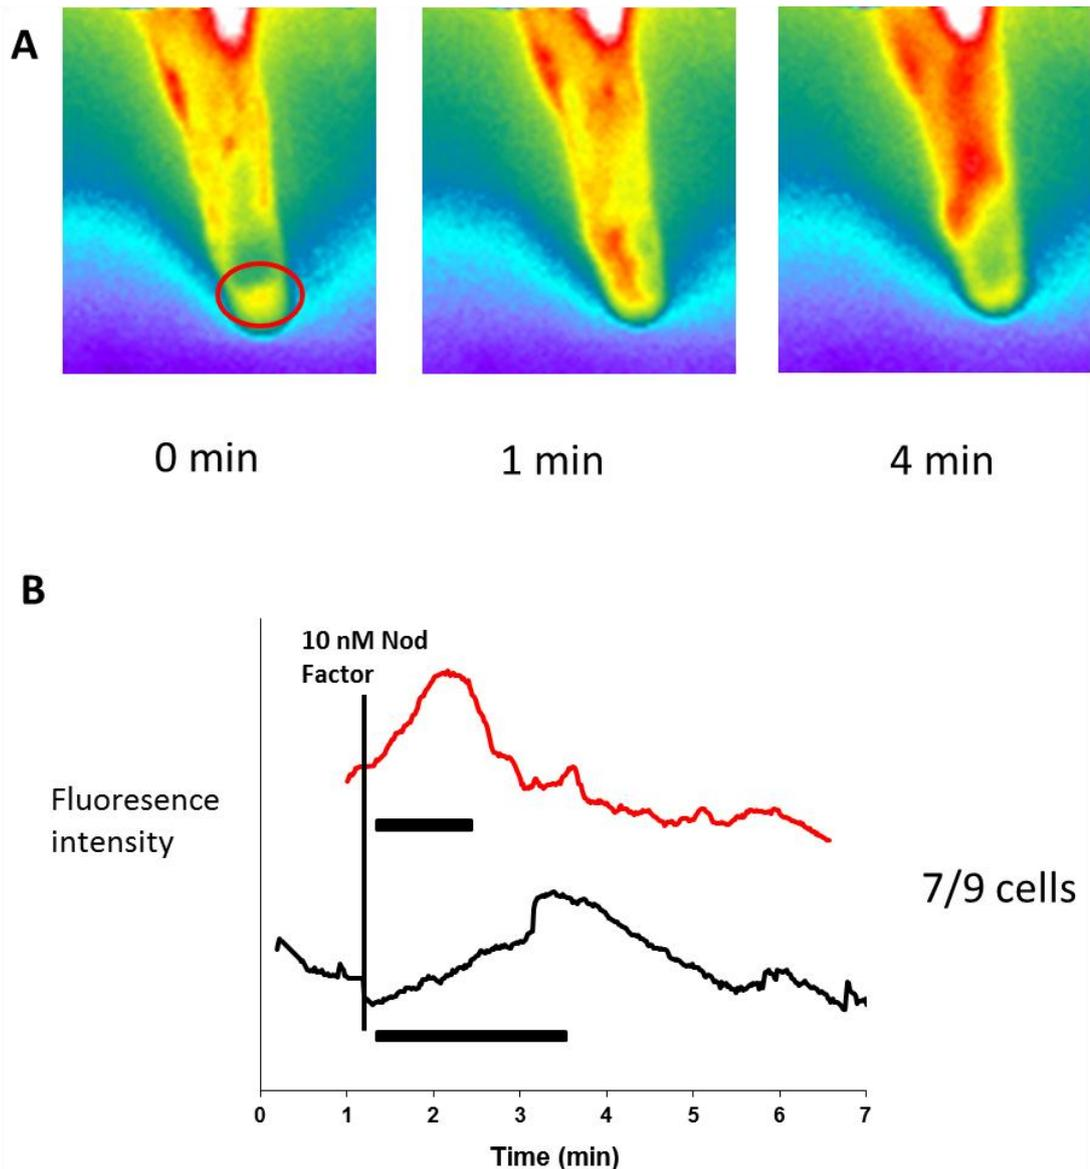 A
0 min
1 min
4 min
B
10 nM Nod
Factor
Fluoresence
intensity
7/9 cells
0 1 2 3 4 5 6 7
Time (min)